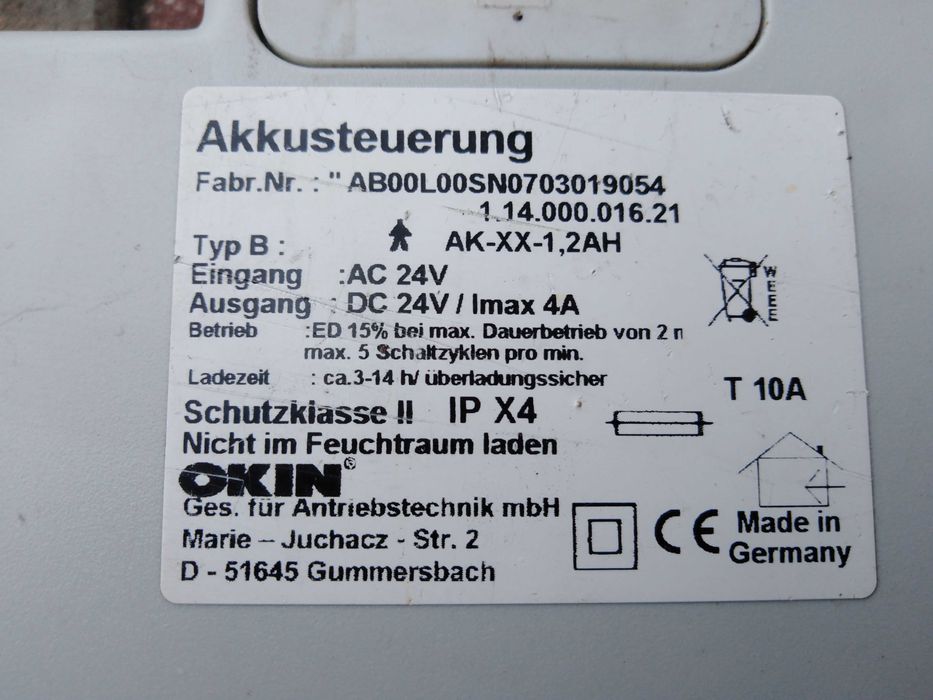 Akkusteuerung
Fabr.Nr. : " AB00L00SN0703019054
1.14.000.016.21
Typ B : AK-XX-1,2AH
Eingang :AC 24V
Ausgang : DC 24V / Imax 4A
Betrieb :ED 15% bei max. Dauerbetrieb von 2
max. 5 Schaltzyklen pro min.
Ladezeit : ca.3-14 h/ überladungssicher
WEEE
T 10A
Schutzklasse II IP X4
Nicht im Feuchtraum laden
OKIN®
Ges. für Antriebstechnik mbH
Marie – Juchacz - Str. 2
D - 51645 Gummersbach
CE
Made in
Germany